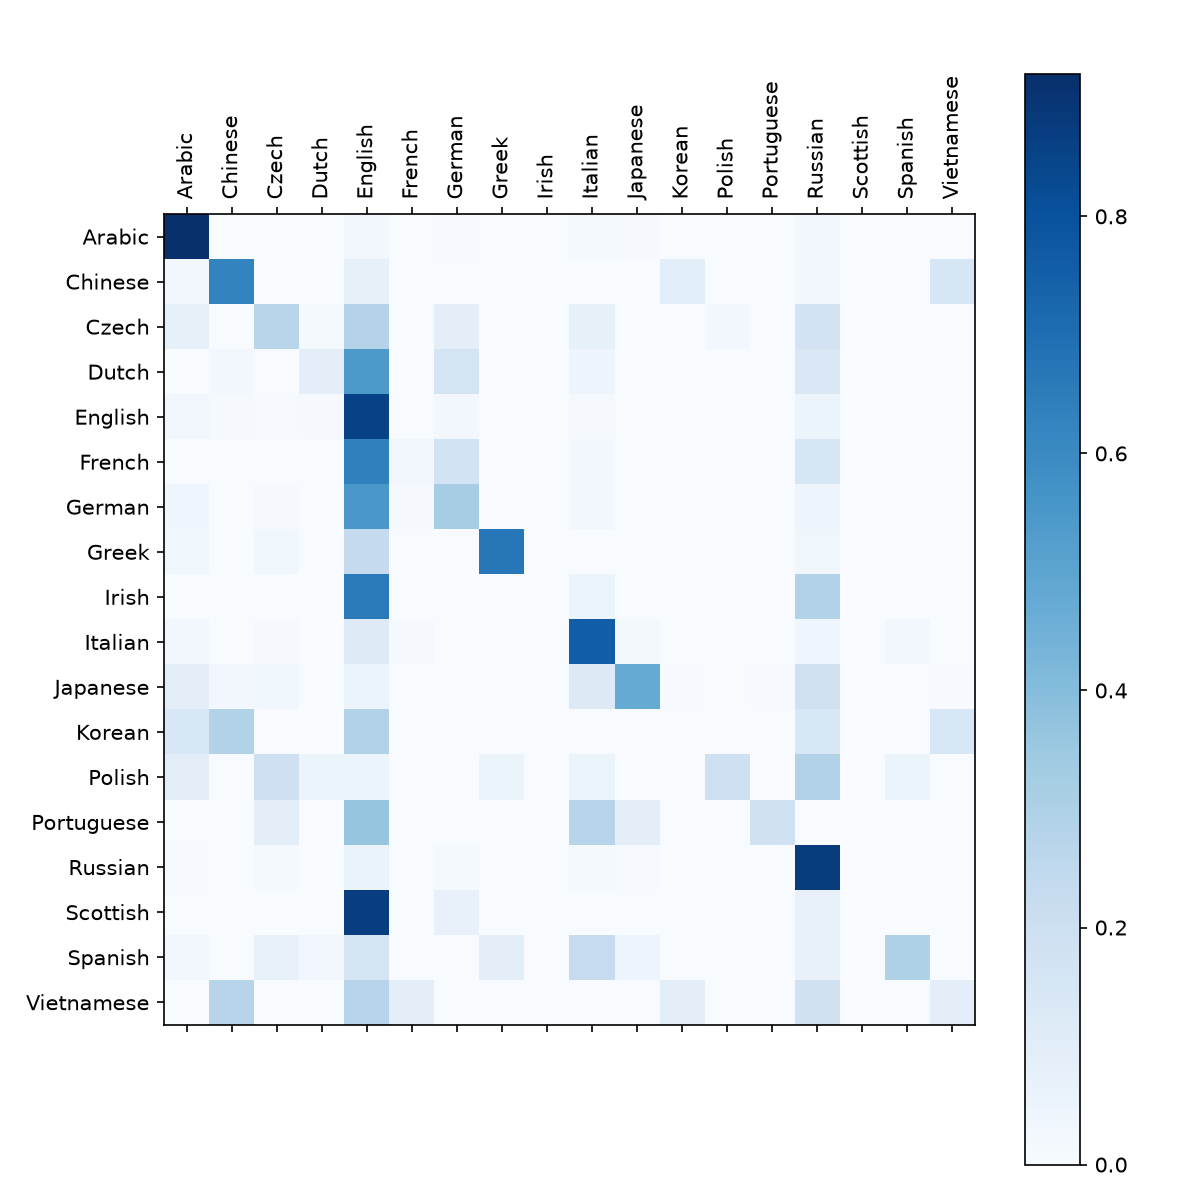 Arabic
Chinese
Czech
Dutch
English
French
German
Greek
Irish
Italian
Japanese
Korean
Polish
Portuguese
Russian
Scottish
Spanish
Vietnamese
Arabic
Chinese
Czech
Dutch
English
French
German
Greek
Irish
Italian
Japanese
Korean
Polish
Portuguese
Russian
Scottish
Spanish
Vietnamese
0.8
0.6
0.4
0.2
0.0